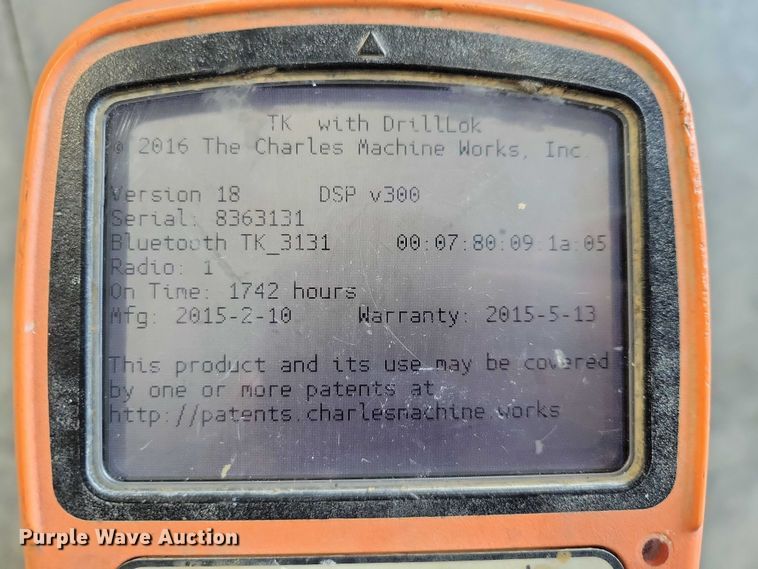 TK with DrillLok
© 2016 The Charles Machine Works, Inc.
Version 18 DSP v300
Serial: 8363131
Bluetooth TK_3131 00:07:80:09:1a:05
Radio: 1
On Time: 1742 hours
Mfg: 2015-2-10 Warranty: 2015-5-13
This product and its use may be covered
by one or more patents at
http://patents.charlesmachine.works
Purple Wave Auction